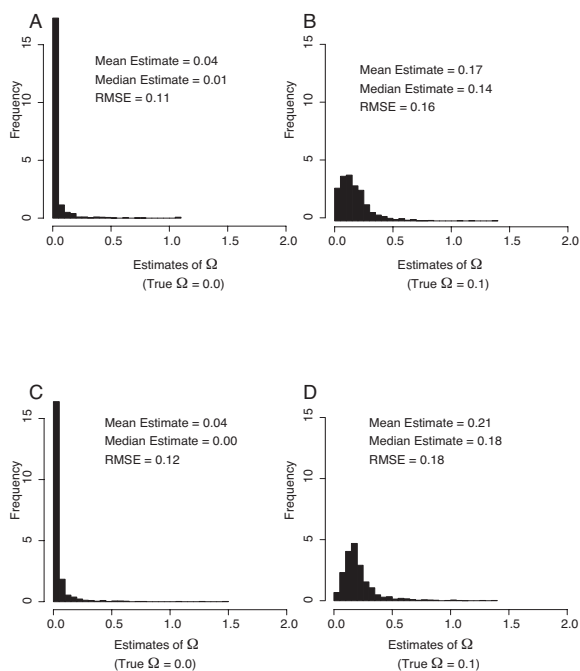 A
Mean Estimate = 0.04
Median Estimate = 0.01
RMSE = 0.11
Frequency
15
10
5
0
0.0 0.5 1.0 1.5 2.0
Estimates of Ω
(True Ω = 0.0)
B
Mean Estimate = 0.17
Median Estimate = 0.14
RMSE = 0.16
Frequency
15
10
5
0
0.0 0.5 1.0 1.5 2.0
Estimates of Ω
(True Ω = 0.1)
C
Mean Estimate = 0.04
Median Estimate = 0.00
RMSE = 0.12
Frequency
15
10
5
0
0.0 0.5 1.0 1.5 2.0
Estimates of Ω
(True Ω = 0.0)
D
Mean Estimate = 0.21
Median Estimate = 0.18
RMSE = 0.18
Frequency
15
10
5
0
0.0 0.5 1.0 1.5 2.0
Estimates of Ω
(True Ω = 0.1)